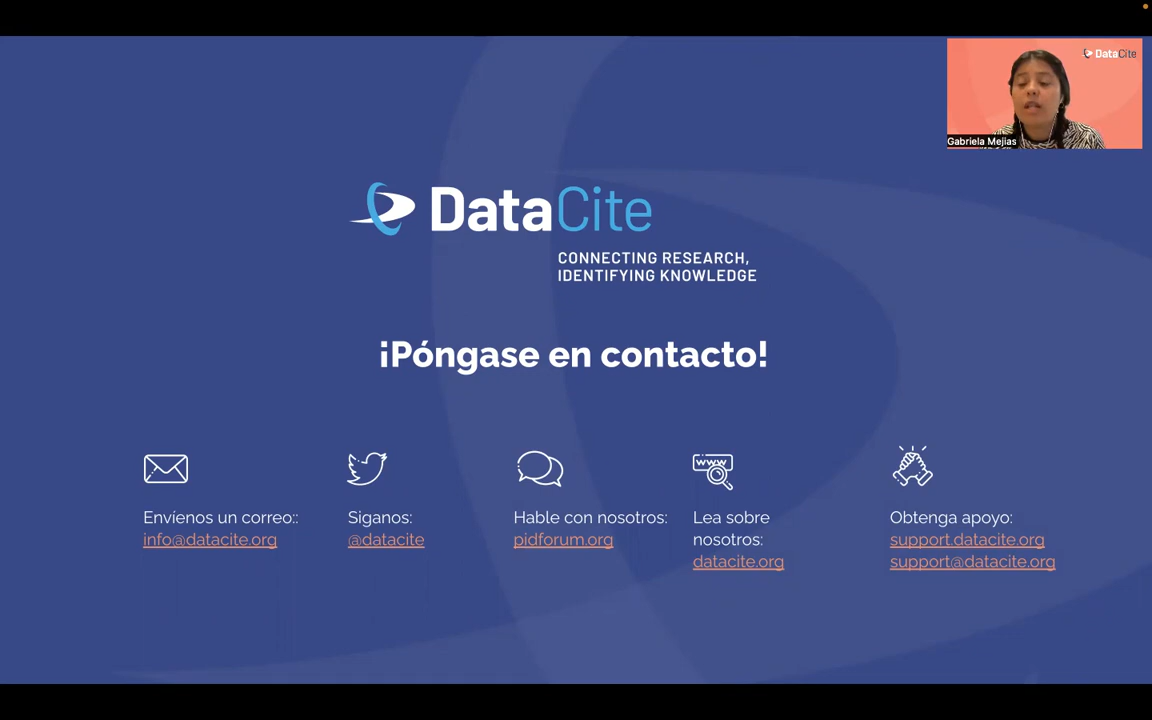 DataCite
Gabriela Mejias
DataCite
CONNECTING RESEARCH,
IDENTIFYING KNOWLEDGE
¡Póngase en contacto!
www
Envíenos un correo::
info@datacite.org
Siganos:
@datacite
Hable con nosotros:
pidforum.org
Lea sobre
nosotros:
datacite.org
Obtenga apoyo:
support.datacite.org
support@datacite.org